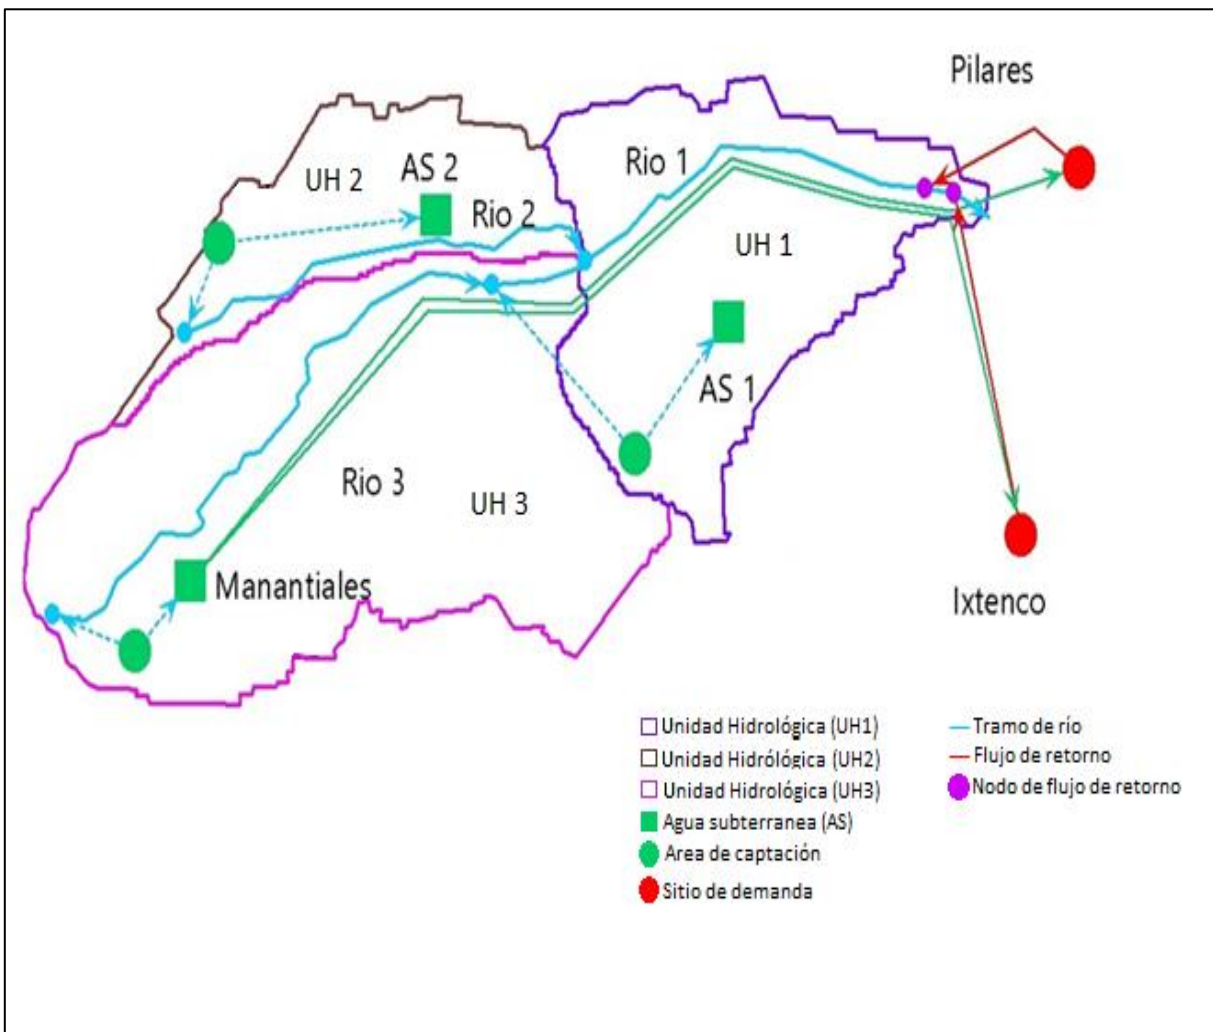 Pilares
UH 2
AS 2
Rio 1
Rio 2
UH 1
AS 1
Rio 3
UH 3
Manantiales
Ixtenco
Unidad Hidrológica (UH1)
Unidad Hidrólógica (UH2)
Unidad Hidrológica (UH3)
Agua subterranea (AS)
Area de captación
Sitio de demanda
Tramo de río
Flujo de retorno
Nodo de flujo de retorno